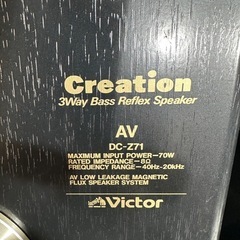 Creation
3Way Bass Reflex Speaker
AV
DC-Z71
MAXIMUM INPUT POWER-70W
RATED IMPEDANCE-8Ω
FREQUENCY RANGE-40Hz-20kHz
AV LOW LEAKAGE MAGNETIC
FLUX SPEAKER SYSTEM
Victor